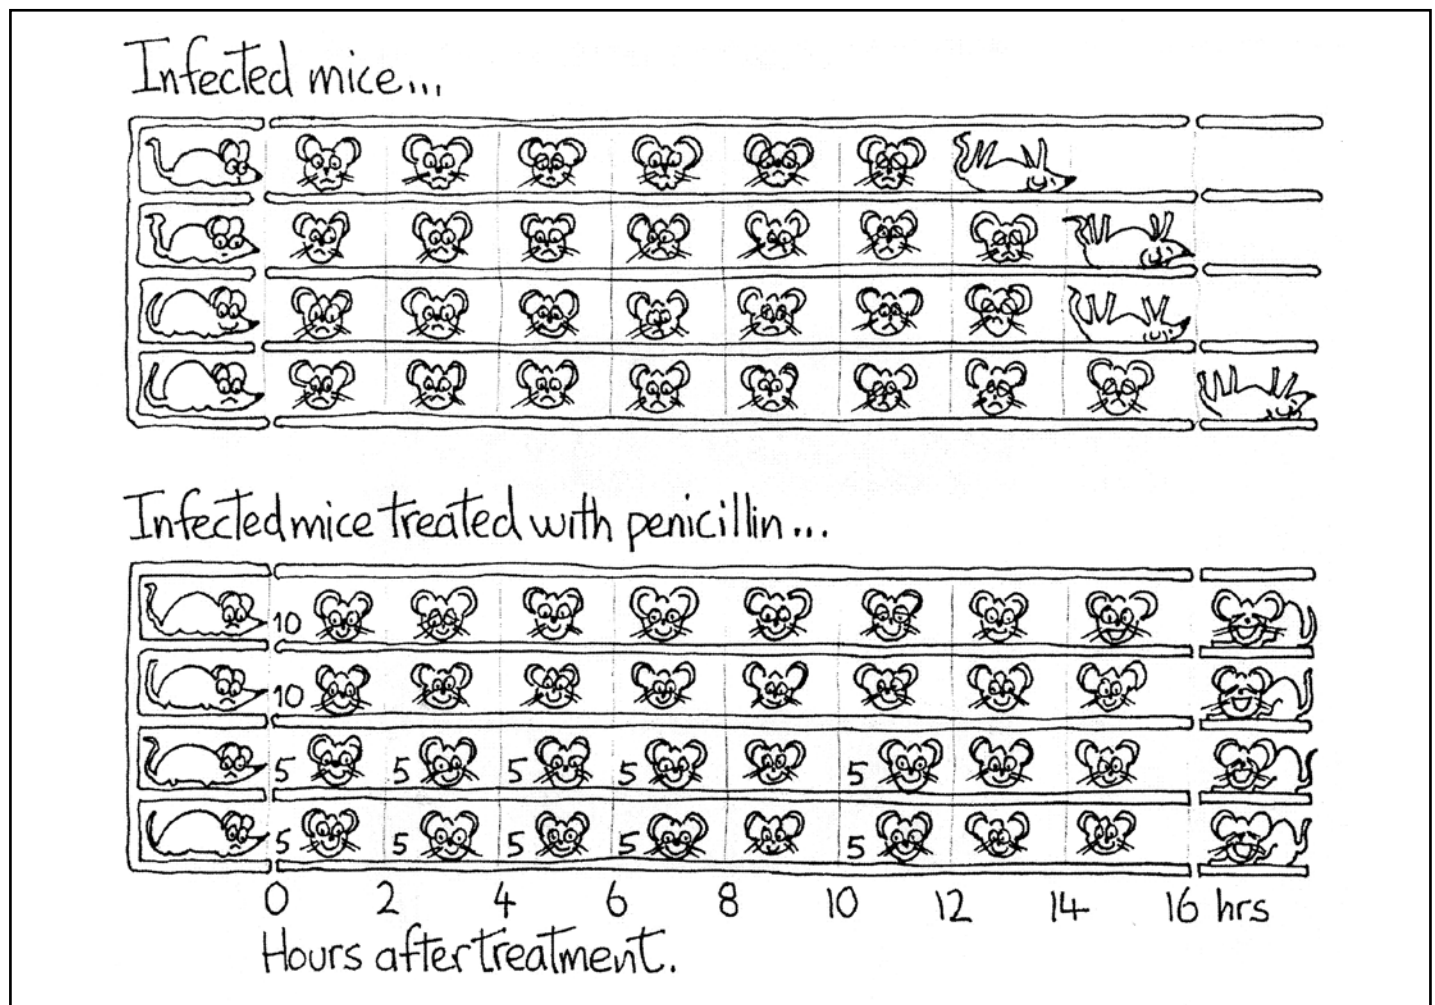 Infected mice...
Infected mice treated with penicillin...
10
10
5 5 5 5 5
5 5 5 5 5
0 2 4 6 8 10 12 14 16 hrs
Hours after treatment.